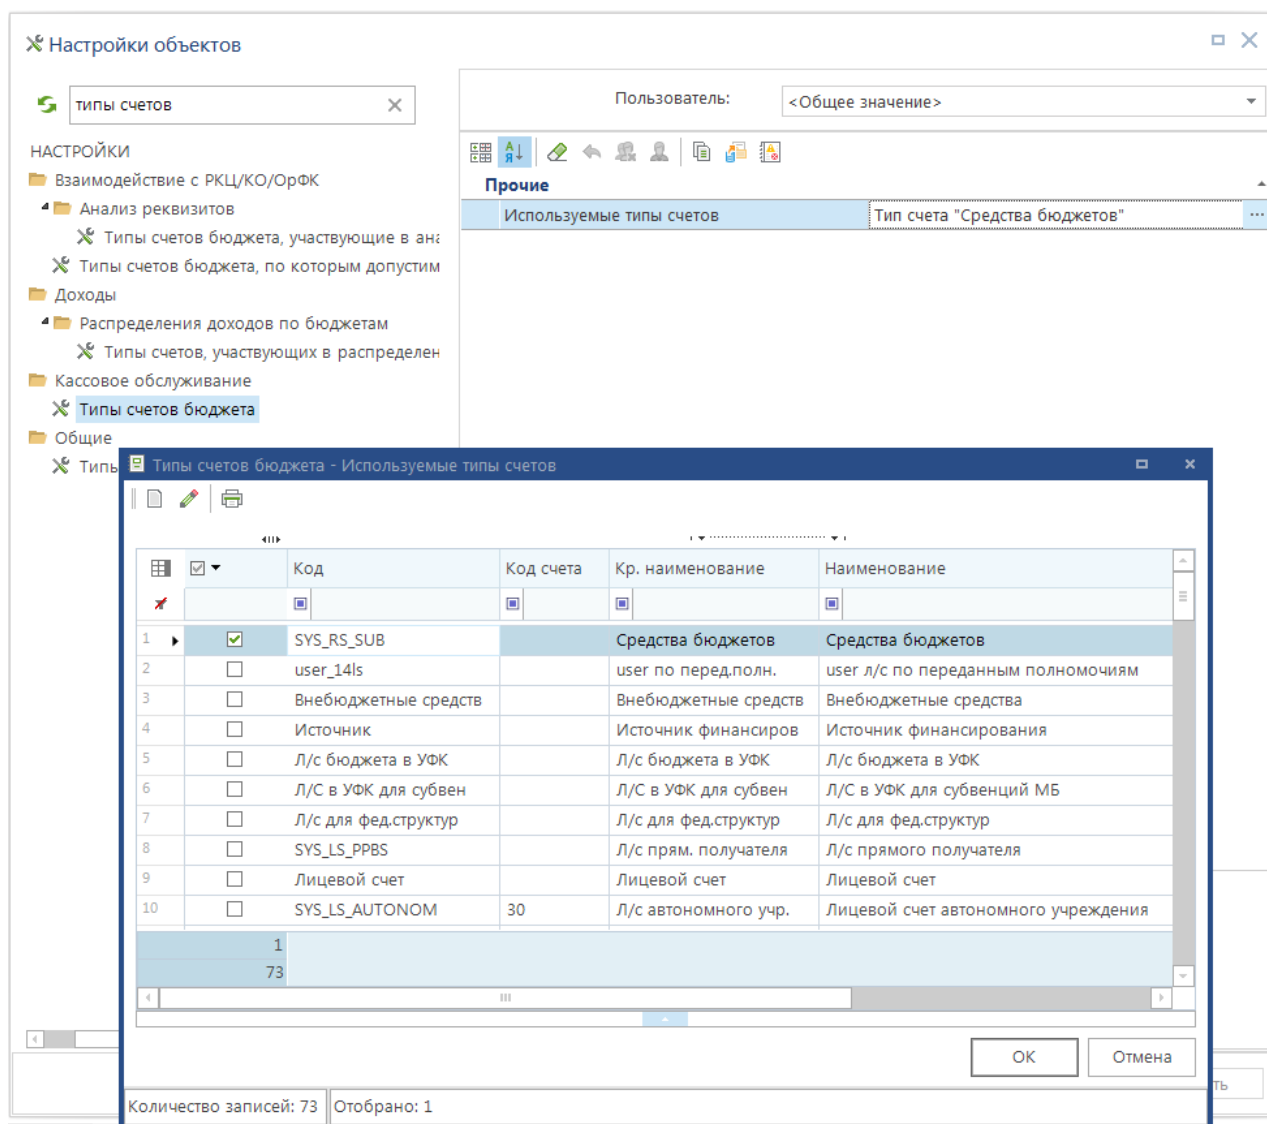 Настройки объектов
типы счетов
Пользователь:
<Общее значение>
НАСТРОЙКИ
Взаимодействие с РКЦ/КО/ОрФК
Анализ реквизитов
Типы счетов бюджета, участвующие в ана
Типы счетов бюджета, по которым допустим
Доходы
Распределения доходов по бюджетам
Типы счетов, участвующих в распределен
Кассовое обслуживание
Типы счетов бюджета
Общие
Типы
Прочие
Используемые типы счетов
Тип счета "Средства бюджетов"
...
Типы счетов бюджета - Используемые типы счетов
Код Код счета Кр. наименование Наименование
1 SYS_RS_SUB Средства бюджетов Средства бюджетов
2 user_14ls user по перед.полн. user л/с по переданным полномочиям
3 Внебюджетные средств Внебюджетные средств Внебюджетные средства
4 Источник Источник финансиров Источник финансирования
5 Л/с бюджета в УФК Л/с бюджета в УФК Л/с бюджета в УФК
6 Л/С в УФК для субвен Л/С в УФК для субвен Л/С в УФК для субвенций МБ
7 Л/с для фед.структур Л/с для фед.структур Л/с для фед.структур
8 SYS_LS_PPBS Л/с прям. получателя Л/с прямого получателя
9 Лицевой счет Лицевой счет Лицевой счет
10 SYS_LS_AUTONOM 30 Л/с автономного учр. Лицевой счет автономного учреждения
1
73
OK Отмена
ть
Количество записей: 73 Отобрано: 1